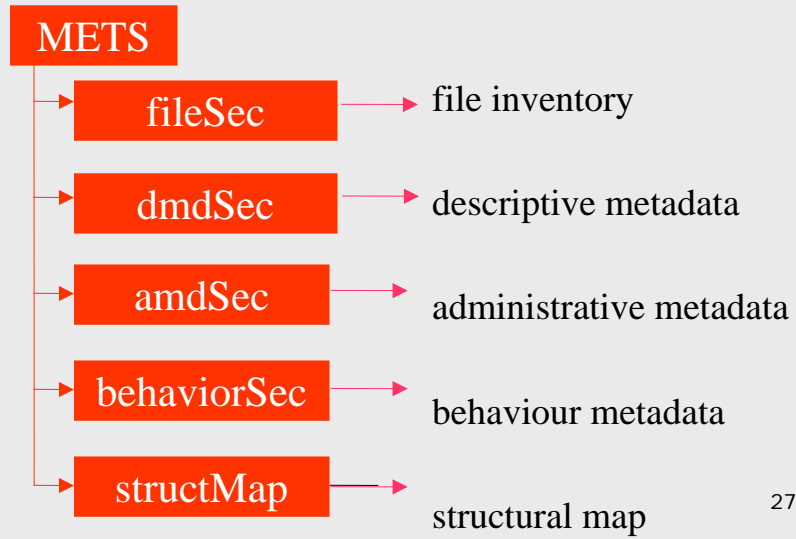 METS
fileSec
file inventory
dmdSec
descriptive metadata
amdSec
administrative metadata
behaviorSec
behaviour metadata
structMap
structural map
27